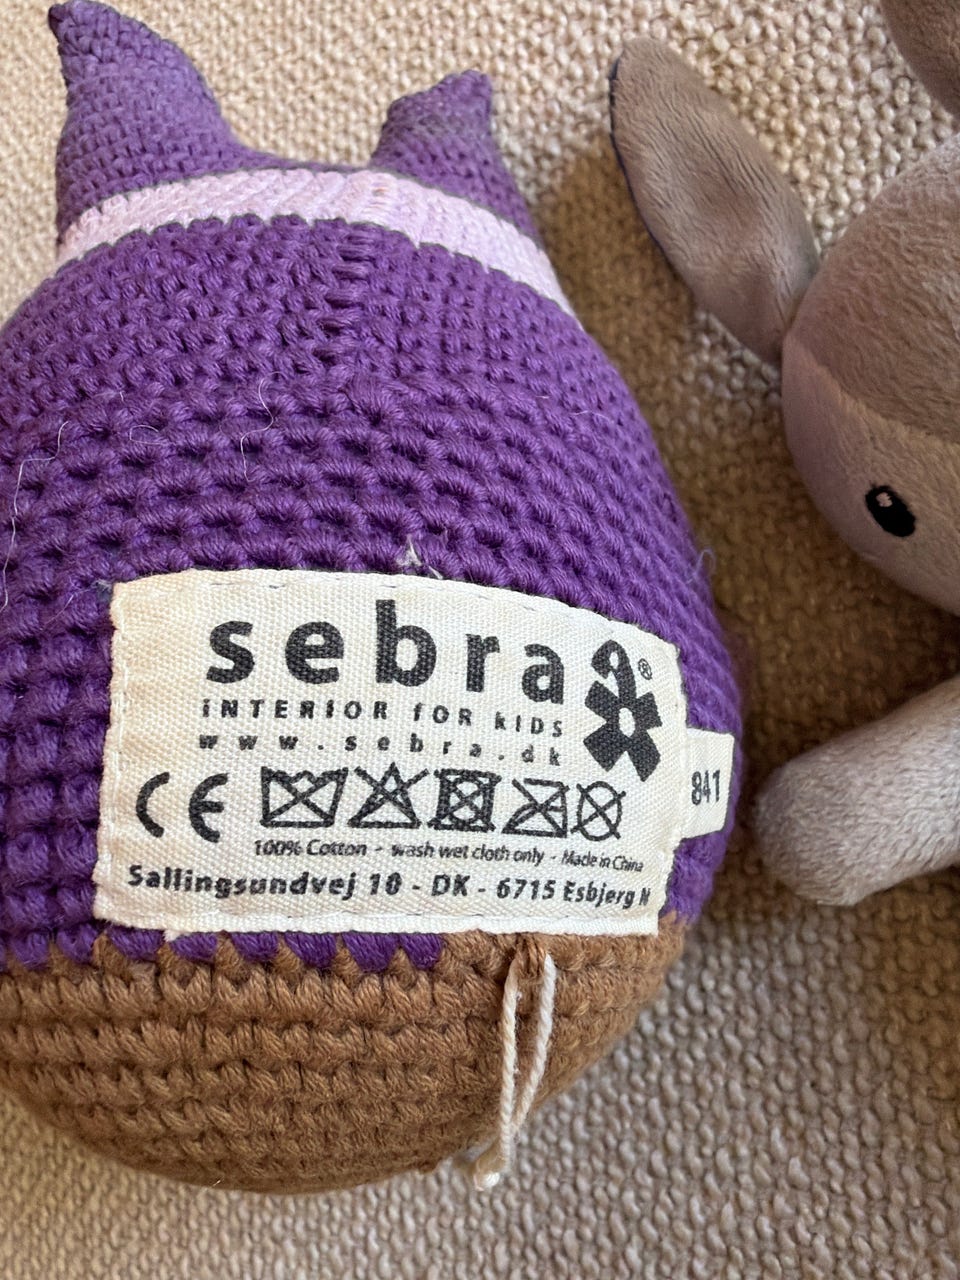 sebra®
iNTERIOR fOR kIDS
www.sebra.dk
CE
100% Cotton - wash wet cloth only - Made in China
Sallingsundvej 10 - DK - 6715 Esbjerg N
841